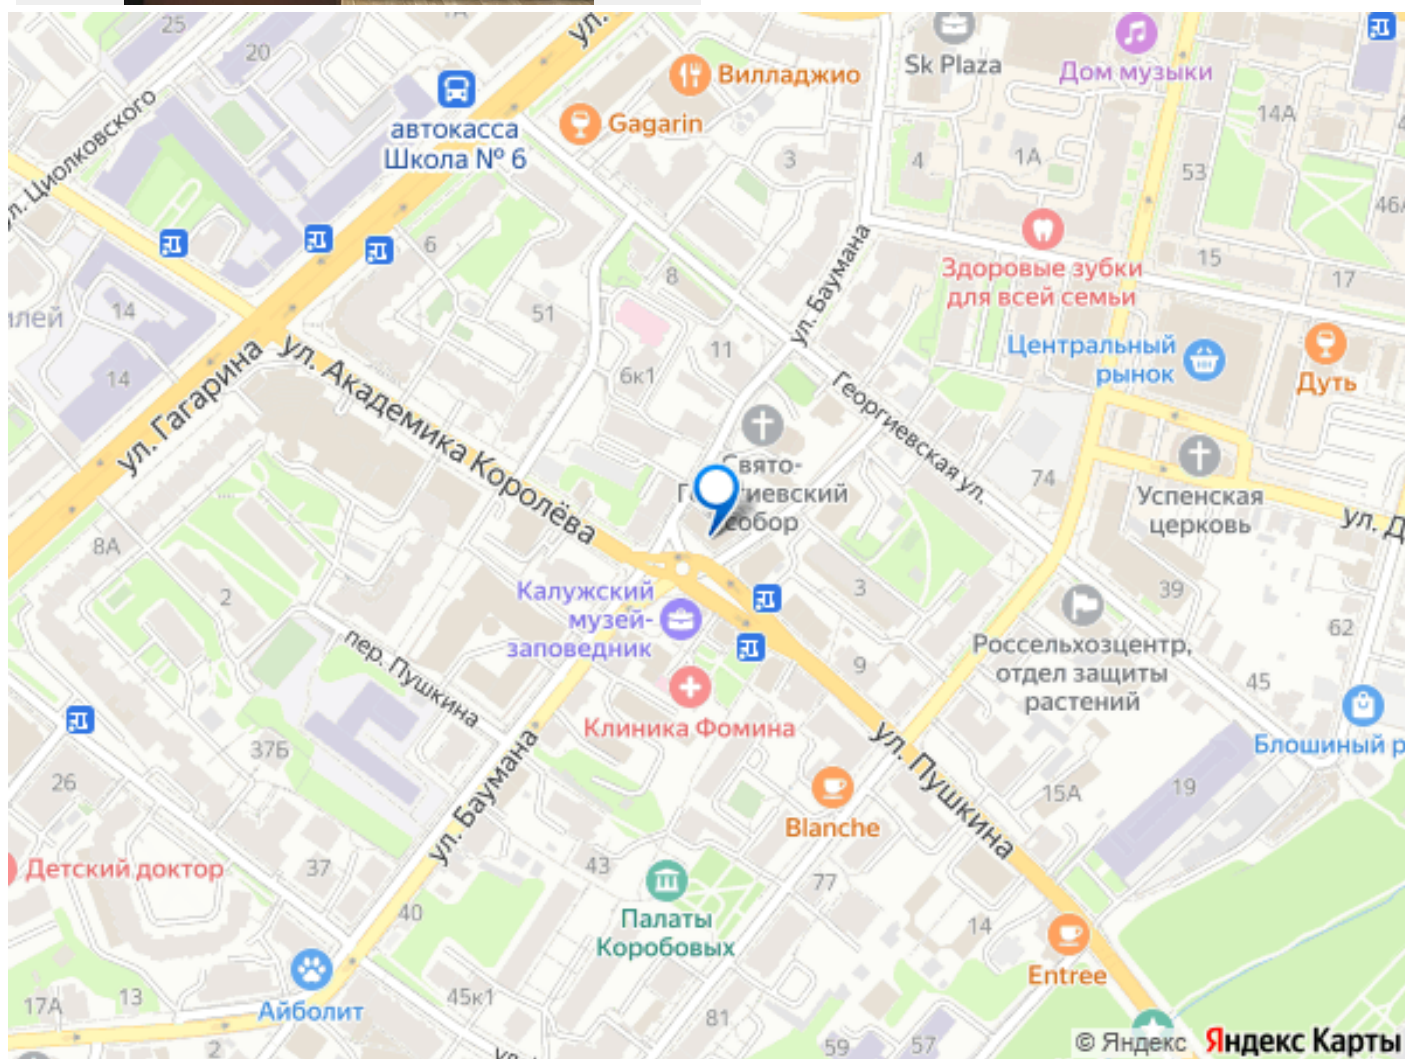 25
20
1А
ул.
Sk Plaza
Дом музыки
Вилладжио
Gagarin
автокасса
Школа № 6
ул. Циолковского
14А
3
4
1А
53
46А
6
8
ул. Баумана
Здоровые зубки
для всей семьи
15
17
14
51
11
14
6к1
ул. Гагарина
ул. Академика Королёва
Центральный
рынок
Дуть
Георгиевская ул.
Свято-
собор
74
Успенская
церковь
ул. Д
8А
2
Калужский
музей-
заповедник
3
39
62
Россельхозцентр,
отдел защиты
растений
9
45
пер. Пушкина
Клиника Фомина
ул. Пушкина
Блошиный р
37Б
26
ул. Баумана
Blanche
15А
19
Детский доктор
37
43
77
40
Палаты
Коробовых
14
Entree
17А
13
Айболит
45к1
81
2
59
57
© Яндекс Яндекс Карты